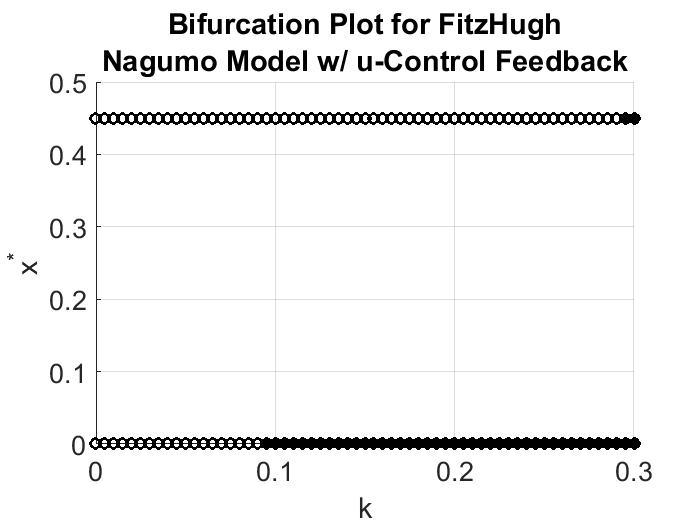 Bifurcation Plot for FitzHugh
Nagumo Model w/ u-Control Feedback
0.5
0.4
0.3
0.2
0.1
0
x*
0 0.1 0.2 0.3
k